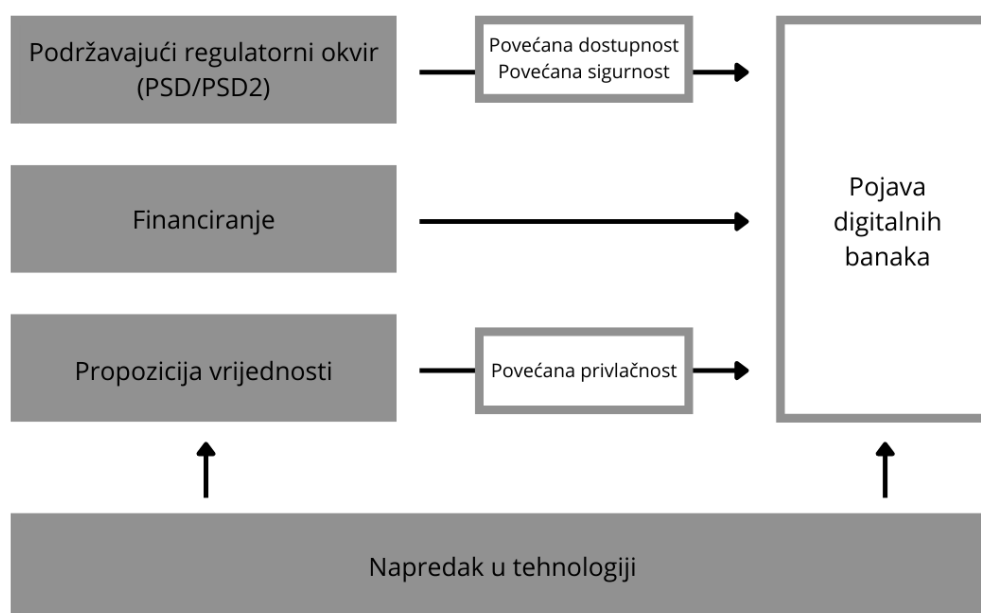 Podržavajući regulatorni okvir
(PSD/PSD2)
Povećana dostupnost
Povećana sigurnost
Pojava
digitalnih
banaka
Financiranje
Propozicija vrijednosti
Povećana privlačnost
Napredak u tehnologiji